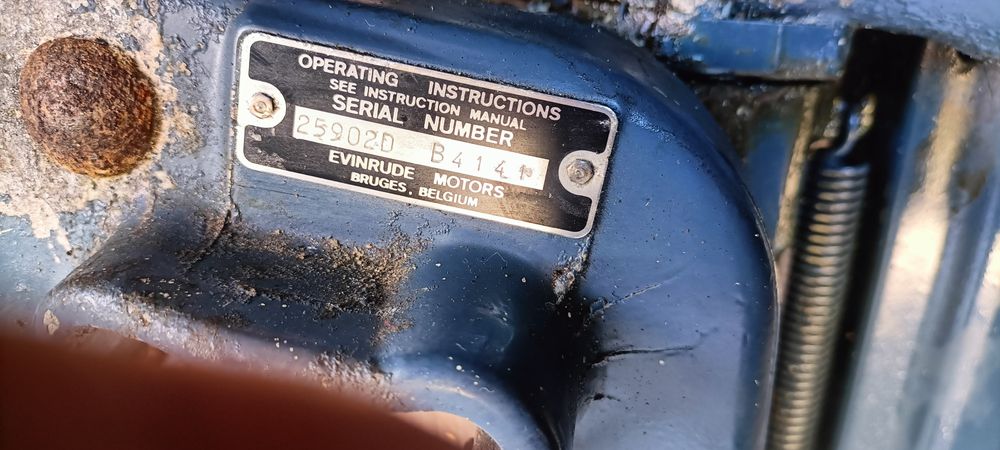 OPERATING INSTRUCTIONS
SEE INSTRUCTION MANUAL
SERIAL NUMBER
25902D B4141
EVINRUDE MOTORS
BRUGES, BELGIUM